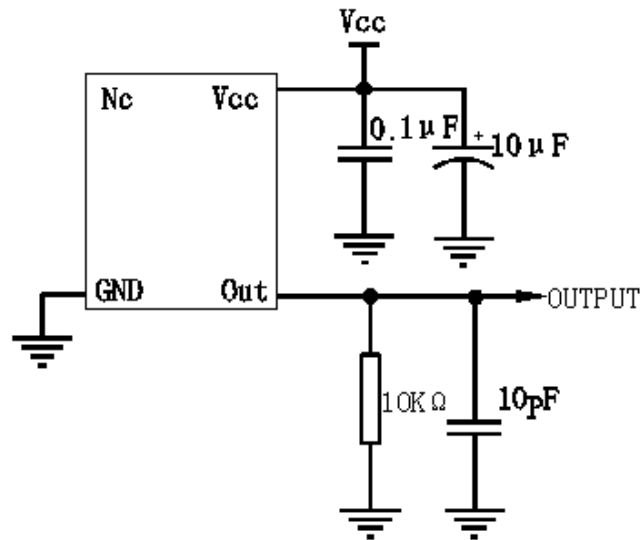 Vcc
Nc
Vcc
0.1μF
+
10μF
GND
Out
OUTPUT
10KΩ
10pF